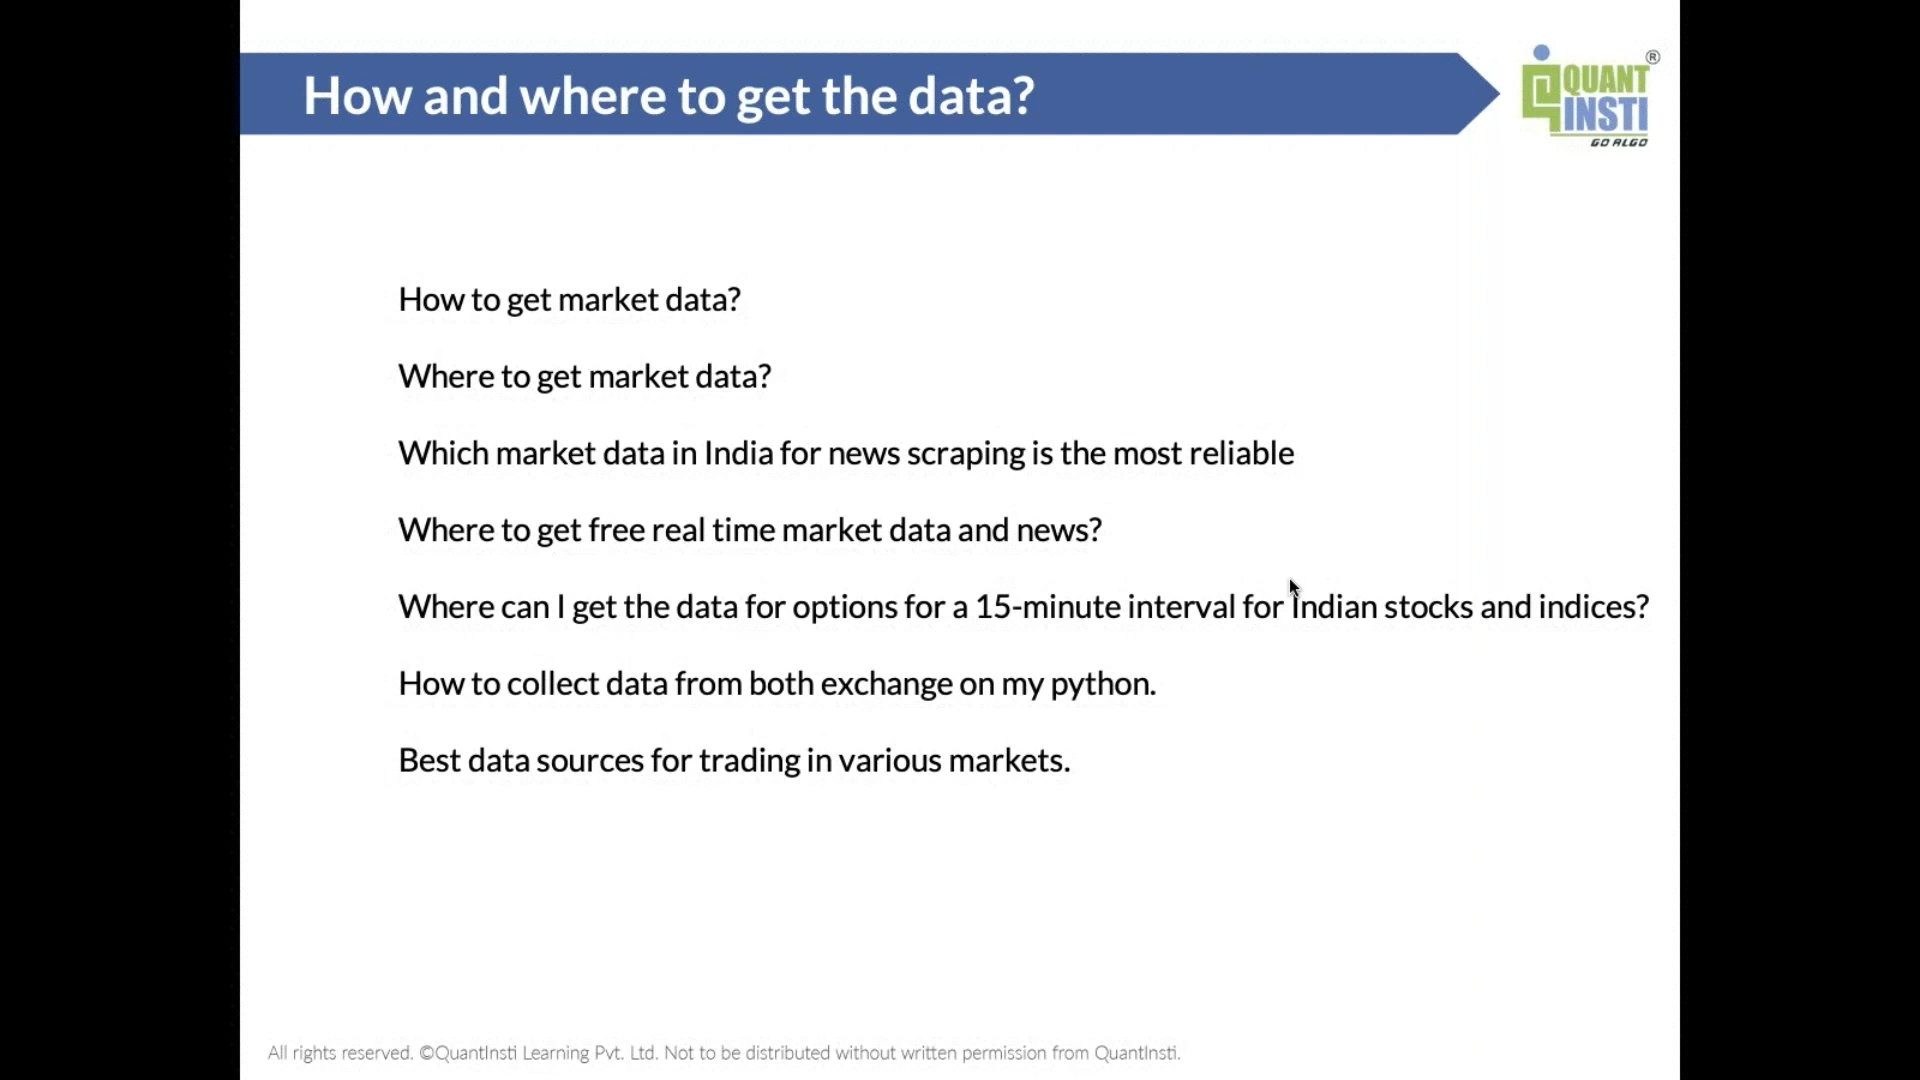 How and where to get the data?
QUANT
INSTI
®
GO ALGO
How to get market data?
Where to get market data?
Which market data in India for news scraping is the most reliable
Where to get free real time market data and news?
Where can I get the data for options for a 15-minute interval for Indian stocks and indices?
How to collect data from both exchange on my python.
Best data sources for trading in various markets.
All rights reserved. ©QuantInsti Learning Pvt. Ltd. Not to be distributed without written permission from QuantInsti.